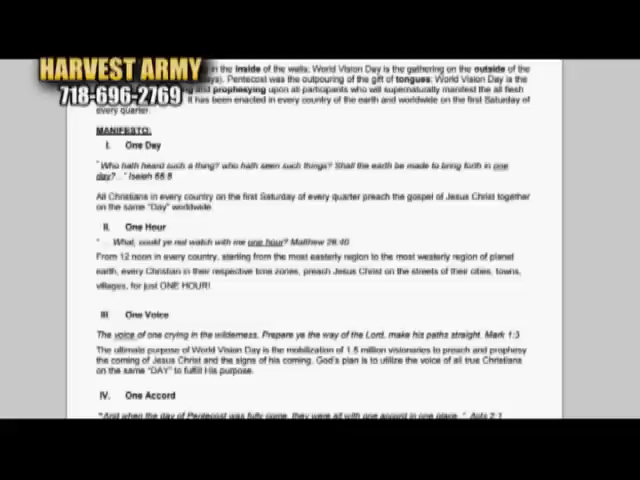 HARVEST ARMY
718-696-2769
in the inside of the walls; World Vision Day is the gathering on the outside of the
Pentecost was the outpouring of the gift of tongues; World Vision Day is the
and prophesying upon all participants who will supernaturally manifest the all flesh
It has been enacted in every country of the earth and worldwide on the first Saturday of
every quarter.
MANIFESTO:
I. One Day
"Who hath heard such a thing? who hath seen such things? Shall the earth be made to bring forth in one
day?..." Isaiah 66:8
All Christians in every country on the first Saturday of every quarter preach the gospel of Jesus Christ together
on the same "Day" worldwide.
II. One Hour
"... What, could ye not watch with me one hour? Matthew 26:40
From 12 noon in every country, starting from the most easterly region to the most westerly region of planet
earth, every Christian in their respective time zones, preach Jesus Christ on the streets of their cities, towns,
villages, for just ONE HOUR!
III One Voice
The voice of one crying in the wilderness, Prepare ye the way of the Lord, make his paths straight. Mark 1:3
The ultimate purpose of World Vision Day is the mobilization of 1.5 million visionaries to preach and prophesy
the coming of Jesus Christ and the signs of his coming. God's plan is to utilize the voice of all true Christians
on the same "DAY" to fulfill His purpose.
IV. One Accord
"And when the day of Pentecost was fully come, they were all with one accord in one place. ", Acts 2:1